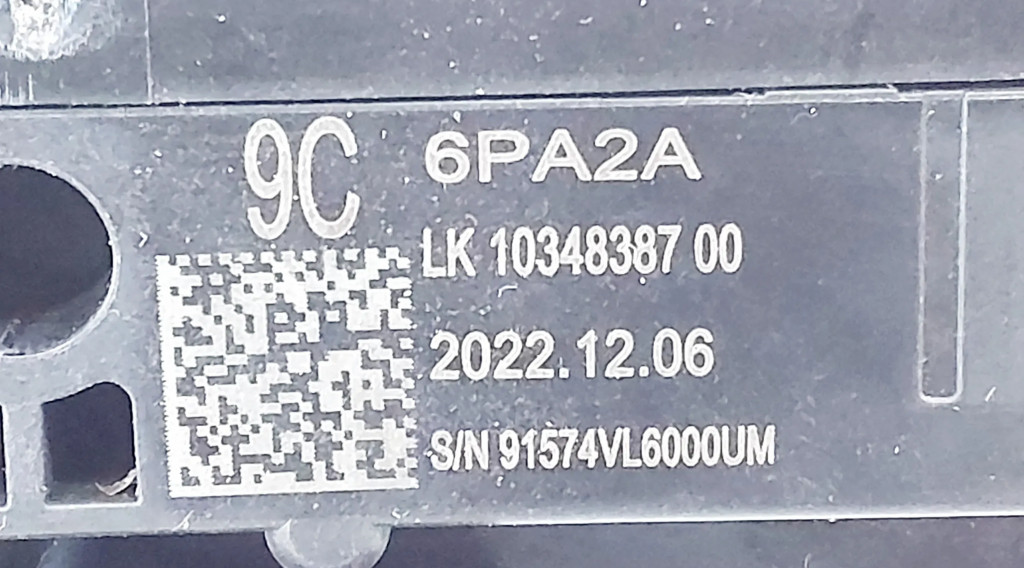 9C
6PA2A
LK 10348387 00
2022.12.06
S/N 91574VL6000UM